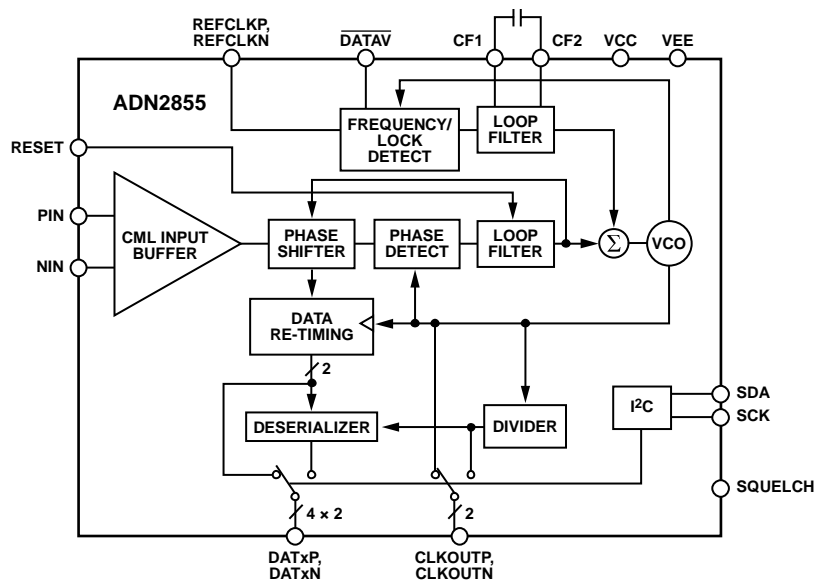 REFCLKP,
REFCLKN
DATAV
CF1
CF2
VCC
VEE
ADN2855
FREQUENCY/
LOCK
DETECT
LOOP
FILTER
RESET
PIN
NIN
CML INPUT
BUFFER
PHASE
SHIFTER
PHASE
DETECT
LOOP
FILTER
Σ
VCO
DATA
RE-TIMING
2
DESERIALIZER
DIVIDER
I²C
SDA
SCK
SQUELCH
4 × 2
2
DATxP,
DATxN
CLKOUTP,
CLKOUTN